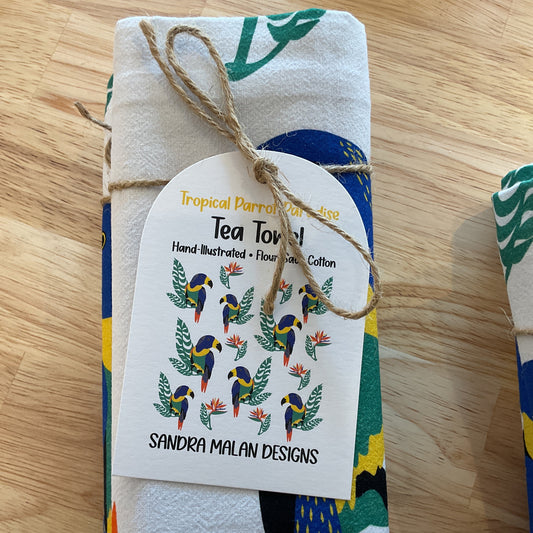 Tropical Parrot Paradise
Tea Towel
Hand-Illustrated • Flour Sack Cotton
SANDRA MALAN DESIGNS